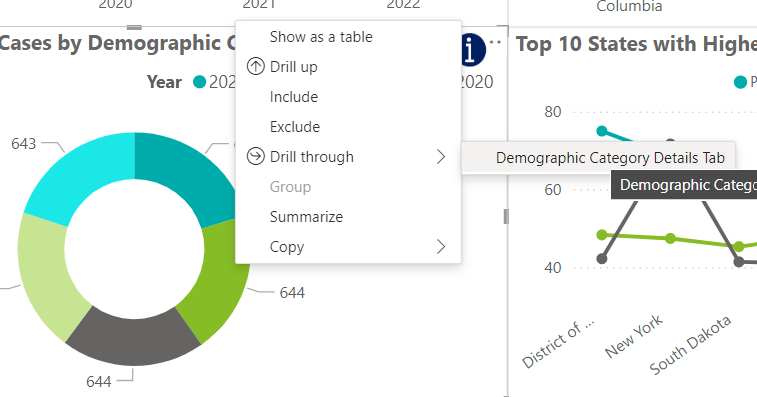 2020 2021 2022
Columbia
Cases by Demographic C
Top 10 States with Highe
Year 202 2020
P
Show as a table
Drill up
Include
Exclude
Drill through
Group
Summarize
Copy
Demographic Category Details Tab
Demographic Catego
643
644
644
80
60
40
District of ...
New York
South Dakota